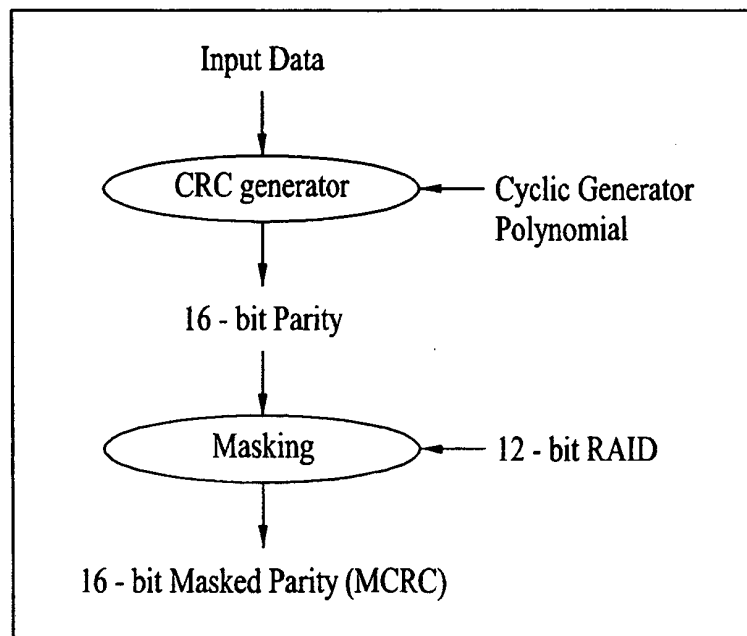 Input Data
CRC generator
Cyclic Generator
Polynomial
16 - bit Parity
Masking
12 - bit RAID
16 - bit Masked Parity (MCRC)